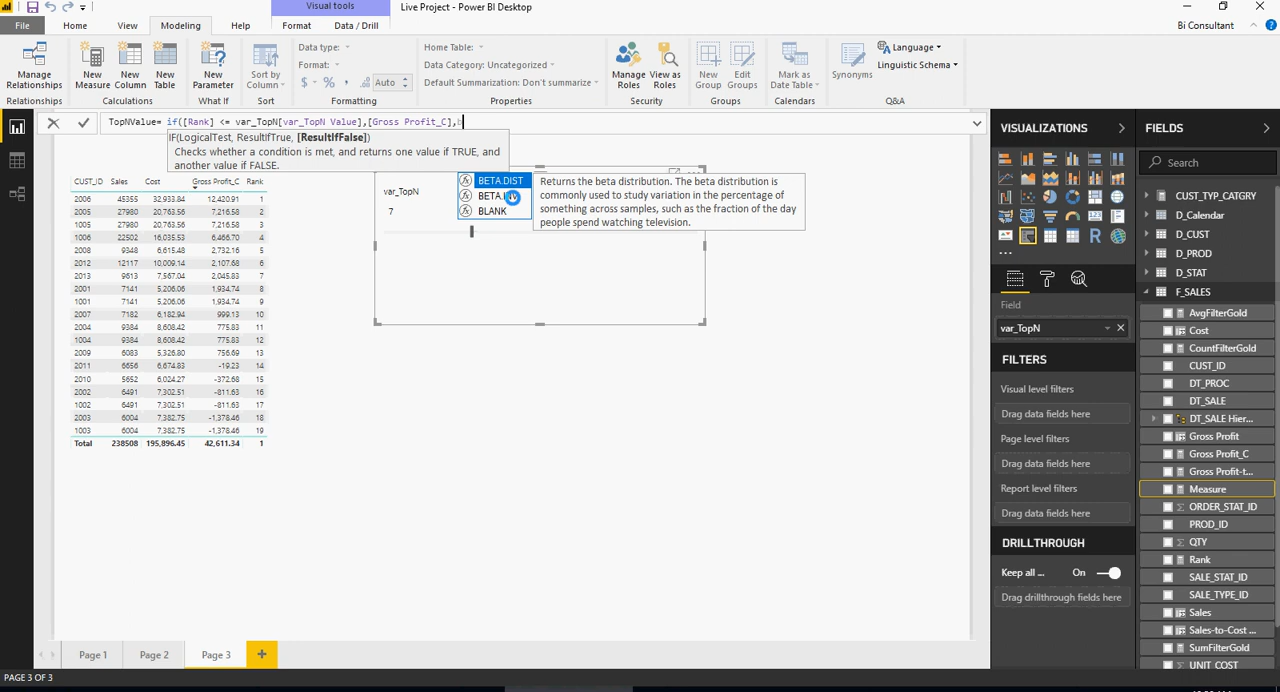 Visual tools
Live Project - Power BI Desktop
File
Home
View
Modeling
Help
Format
Data / Drill
Bi Consultant
Manage Relationships
New Measure
New Column
New Table
New Parameter
Sort by Column
Data type:
Format:
$ % , Auto
Home Table:
Data Category: Uncategorized
Default Summarization: Don't summarize
Manage Roles
View as Roles
New Group
Edit Groups
Mark as Date Table
Synonyms
Language
Linguistic Schema
Relationships
Calculations
What If
Sort
Formatting
Properties
Security
Groups
Calendars
Q&A
TopNValue= if([Rank] <= var_TopN[var_TopN Value],[Gross Profit_C],b
IF(LogicalTest, ResultIfTrue, [ResultIfFalse])
Checks whether a condition is met, and returns one value if TRUE, and
another value if FALSE.
BETA.DIST
BLANK
Returns the beta distribution. The beta distribution is
commonly used to study variation in the percentage of
something across samples, such as the fraction of the day
people spend watching television.
var_TopN
7
CUST_ID Sales Cost Gross Profit_C Rank
2006 45355 32,933.84 12,420.91 1
2005 27980 20,763.56 7,216.58 2
1005 27980 20,763.56 7,216.58 3
1006 22502 16,035.53 6,466.70 4
2008 9348 6,615.48 2,732.16 5
2012 12117 10,009.14 2,107.68 6
2013 9613 7,567.04 2,045.83 7
2001 7141 5,206.06 1,934.74 8
1001 7141 5,206.06 1,934.74 9
2007 7182 6,182.94 999.13 10
2004 9384 8,608.42 775.83 11
1004 9384 8,608.42 775.83 12
2009 6083 5,326.80 756.69 13
2011 6656 6,674.83 -19.23 14
2010 5652 6,024.27 -372.68 15
2002 6491 7,302.51 -811.63 16
1002 6491 7,302.51 -811.63 17
2003 6004 7,382.75 -1,378.46 18
1003 6004 7,382.75 -1,378.46 19
Total 238508 195,896.45 42,611.34 1
VISUALIZATIONS
R
Field
var_TopN
FILTERS
Visual level filters
Drag data fields here
Page level filters
Drag data fields here
Report level filters
Drag data fields here
DRILLTHROUGH
Keep all ... On
Drag drillthrough fields here
FIELDS
Search
CUST_TYP_CATGRY
D_Calendar
D_CUST
D_PROD
D_STAT
F_SALES
AvgFilterGold
Cost
CountFilterGold
CUST_ID
DT_PROC
DT_SALE
DT_SALE Hier...
Gross Profit
Gross Profit_C
Gross Profit-t...
Measure
ORDER_STAT_ID
PROD_ID
QTY
Rank
SALE_STAT_ID
SALE_TYPE_ID
Sales
Sales-to-Cost ...
SumFilterGold
UNIT_COST
Page 1
Page 2
Page 3
PAGE 3 OF 3